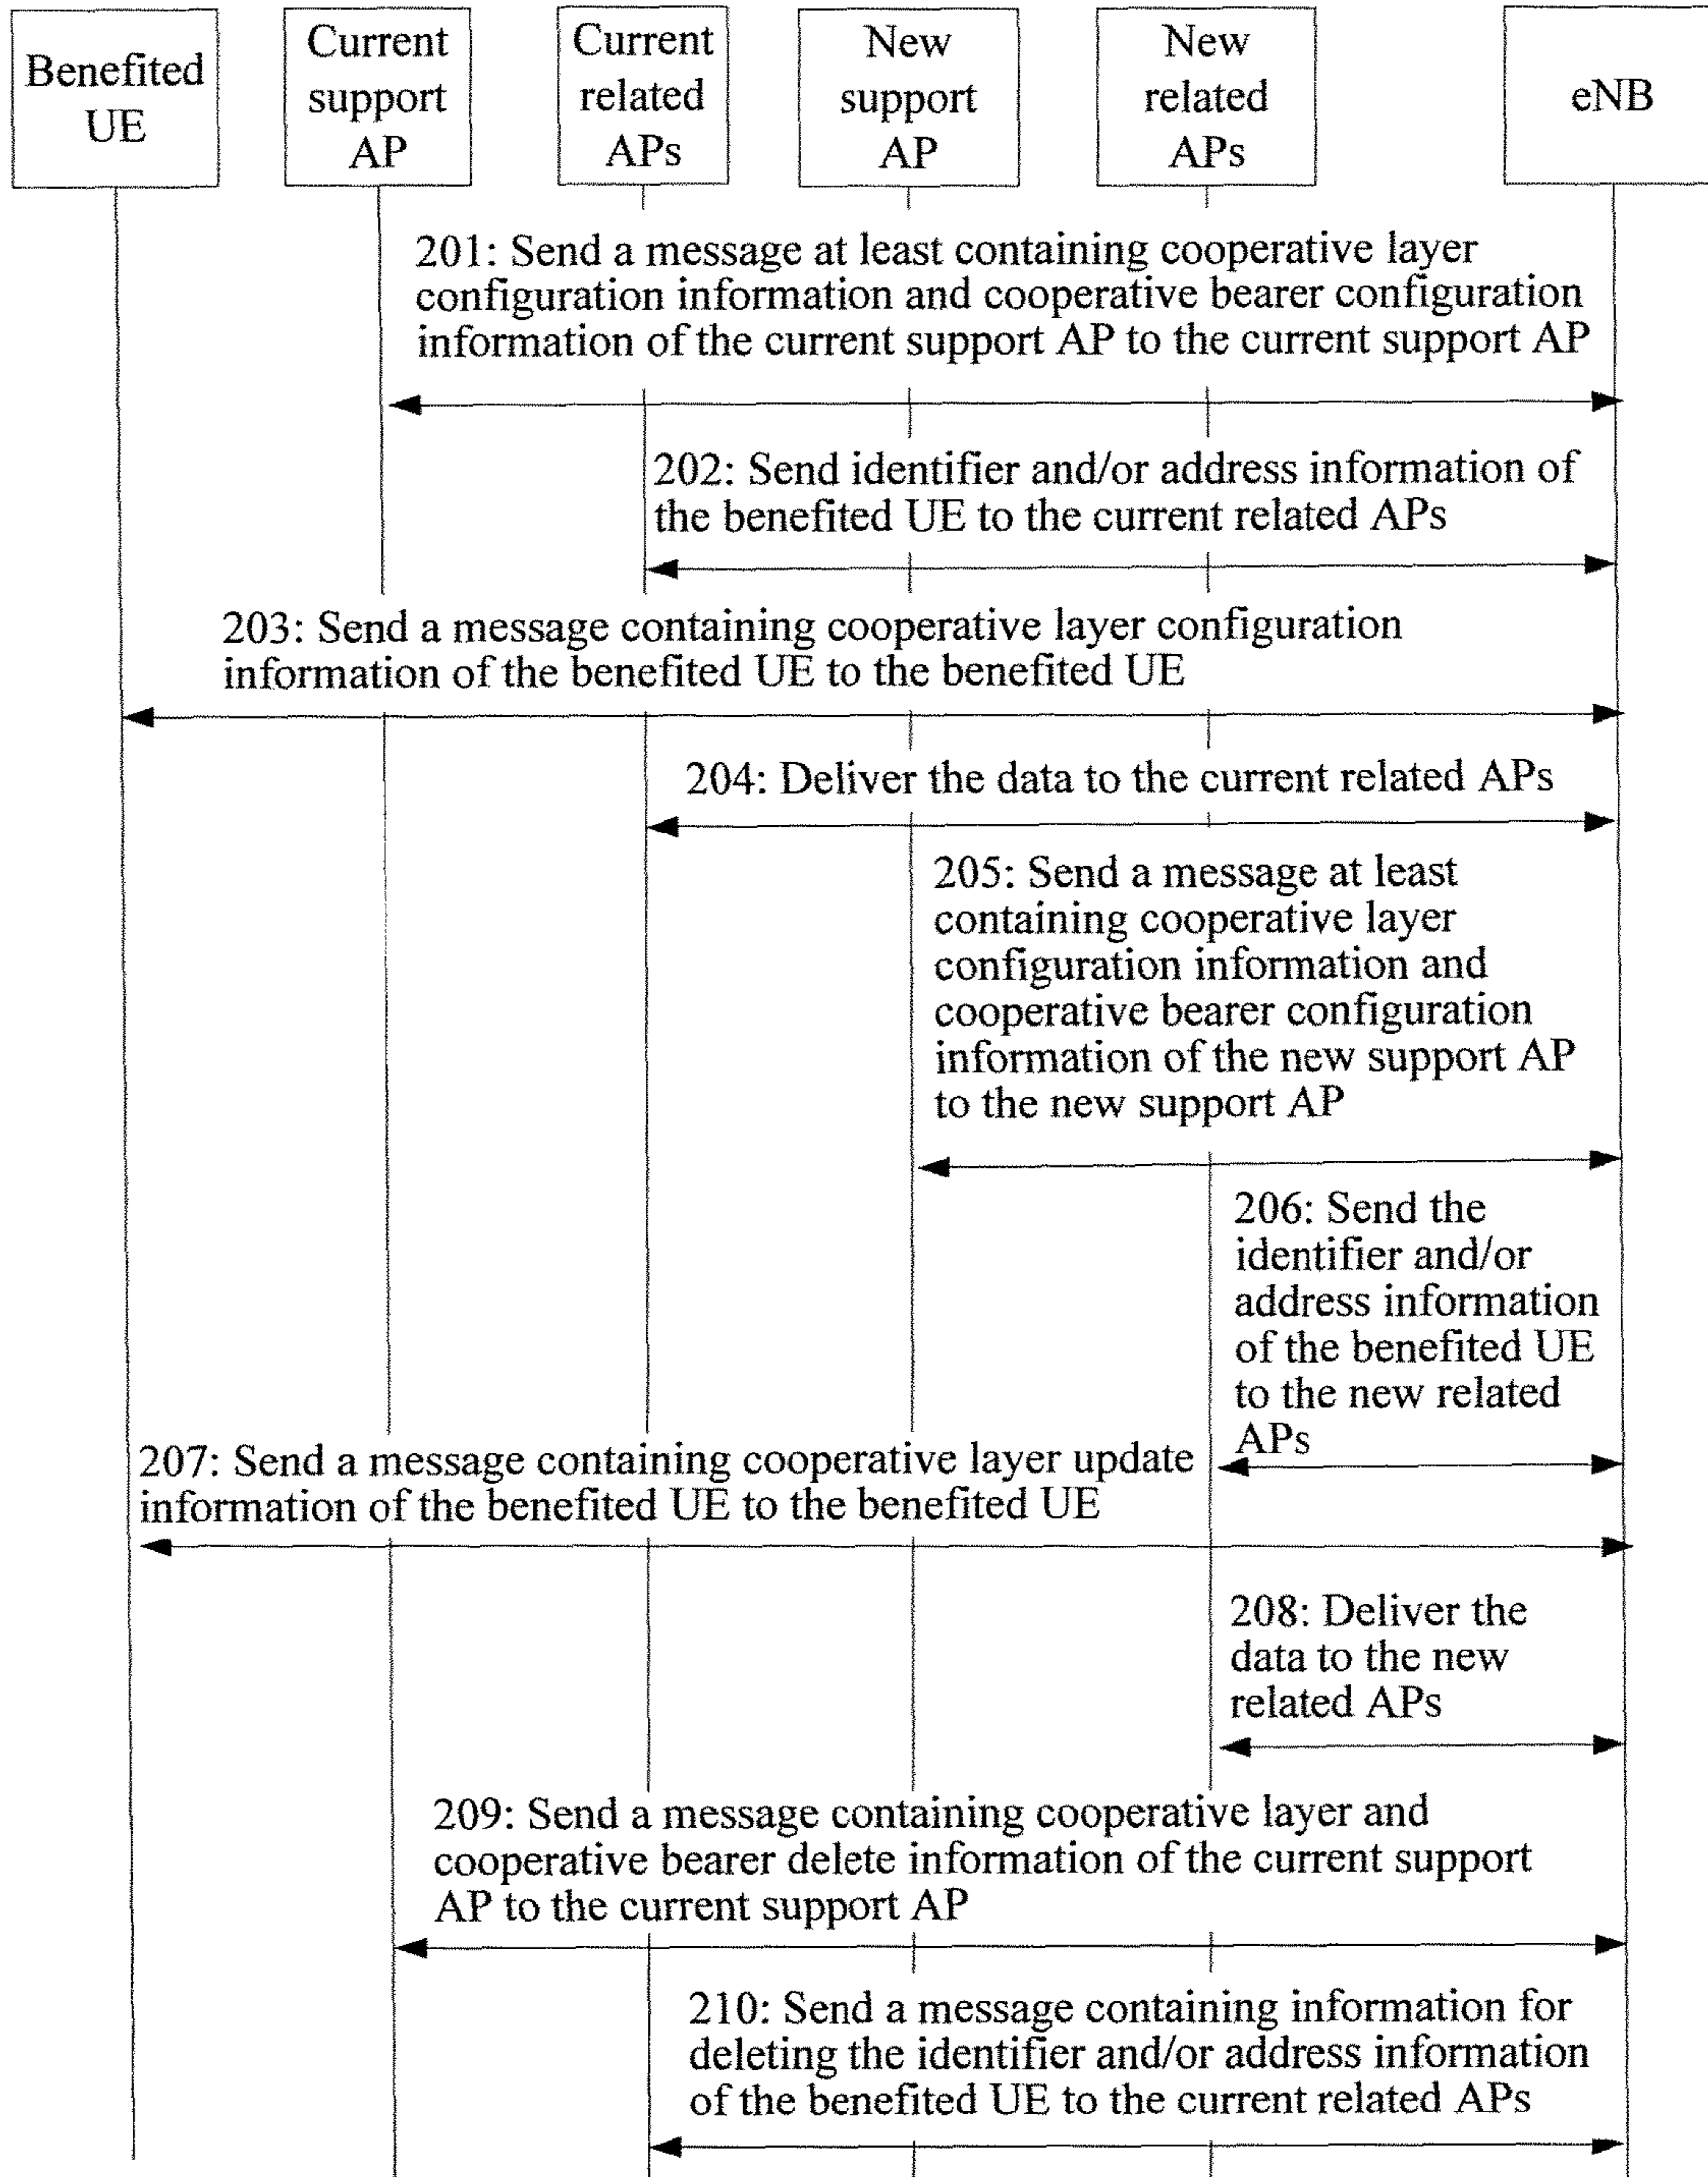 Benefited
UE
Current
support
AP
Current
related
APs
New
support
AP
New
related
APs
eNB
201: Send a message at least containing cooperative layer
configuration information and cooperative bearer configuration
information of the current support AP to the current support AP
202: Send identifier and/or address information of
the benefited UE to the current related APs
203: Send a message containing cooperative layer configuration
information of the benefited UE to the benefited UE
204: Deliver the data to the current related APs
205: Send a message at least
containing cooperative layer
configuration information and
cooperative bearer configuration
information of the new support AP
to the new support AP
206: Send the
identifier and/or
address information
of the benefited UE
to the new related
APs
207: Send a message containing cooperative layer update
information of the benefited UE to the benefited UE
208: Deliver the
data to the new
related APs
209: Send a message containing cooperative layer and
cooperative bearer delete information of the current support
AP to the current support AP
210: Send a message containing information for
deleting the identifier and/or address information
of the benefited UE to the current related APs